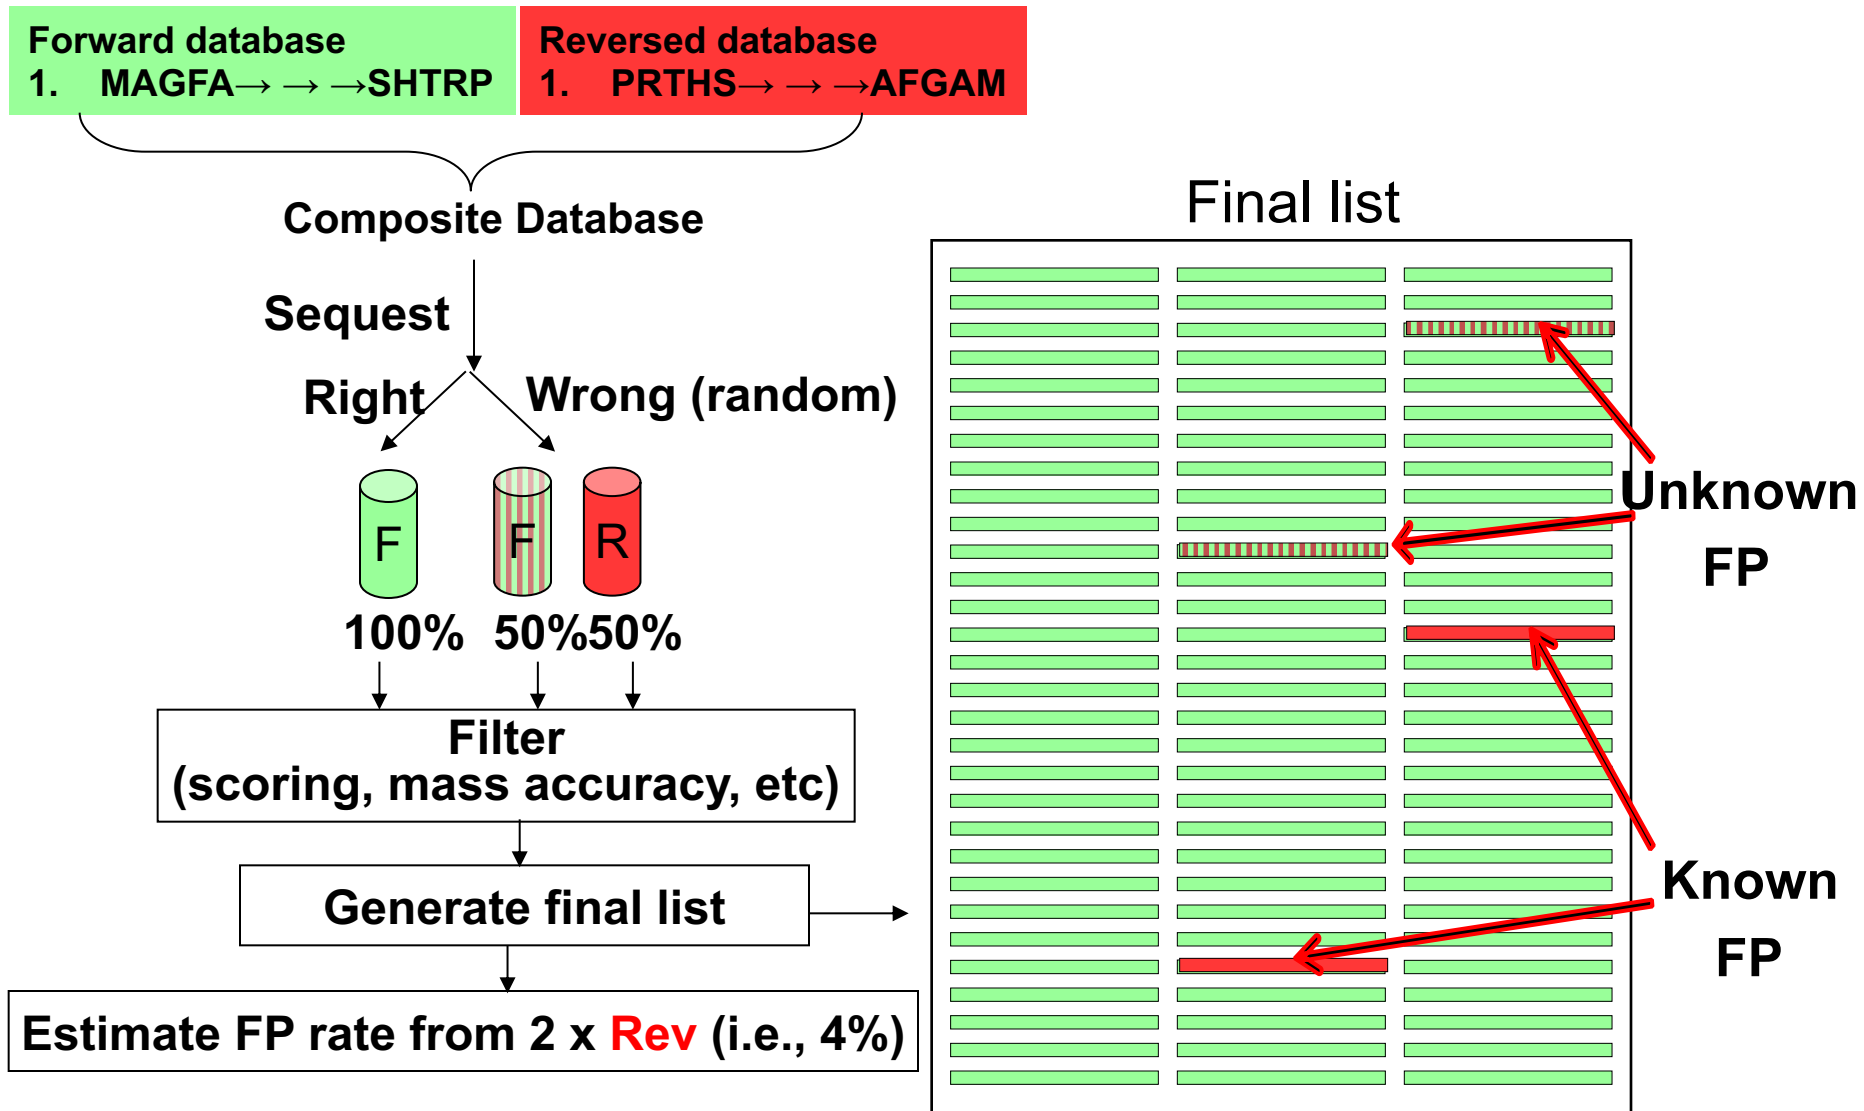 Forward database
1. MAGFA→ → →SHTRP
Reversed database
1. PRTHS→ → →AFGAM
Composite Database
Sequest
Right
Wrong (random)
F
F
R
100%
50%
50%
Filter
(scoring, mass accuracy, etc)
Generate final list
Estimate FP rate from 2 x Rev (i.e., 4%)
Final list
Unknown
FP
Known
FP